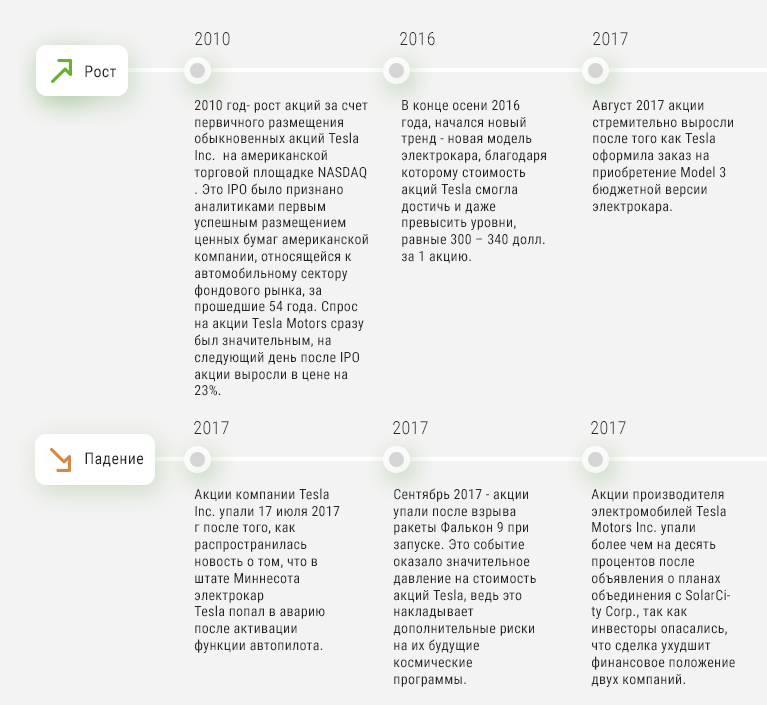 2010
2016
2017
Рост
2010 год- рост акций за счет
первичного размещения
обыкновенных акций Tesla
Inc.  на американской
торговой площадке NASDAQ
. Это IPO было признано
аналитиками первым
успешным размещением
ценных бумаг американской
компании, относящейся к
автомобильному сектору
фондового рынка, за
прошедшие 54 года. Спрос
на акции Tesla Motors сразу
был значительным, на
следующий день после IPO
акции выросли в цене на
23%.
В конце осени 2016
года, начался новый
тренд - новая модель
электрокара, благодаря
которому стоимость
акций Tesla смогла
достичь и даже
превысить уровни,
равные 300 – 340 долл.
за 1 акцию.
Август 2017 акции
стремительно выросли
после того как Tesla
оформила заказ на
приобретение Model 3
бюджетной версии
электрокара.
2017
2017
2017
Падение
Акции компании Tesla
Inc. упали 17 июля 2017
г после того, как
распространилась
новость о том, что в
штате Миннесота
электрокар
Tesla попал в аварию
после активации
функции автопилота.
Сентябрь 2017 - акции
упали после взрыва
ракеты Фалькон 9 при
запуске. Это событие
оказало значительное
давление на стоимость
акций Tesla, ведь это
накладывает
дополнительные риски
на их будущие
космические
программы.
Акции производителя
электромобилей Tesla
Motors Inc. упали
более чем на десять
процентов после
объявления о планах
объединения с SolarCi-
ty Corp., так как
инвесторы опасались,
что сделка ухудшит
финансовое положение
двух компаний.